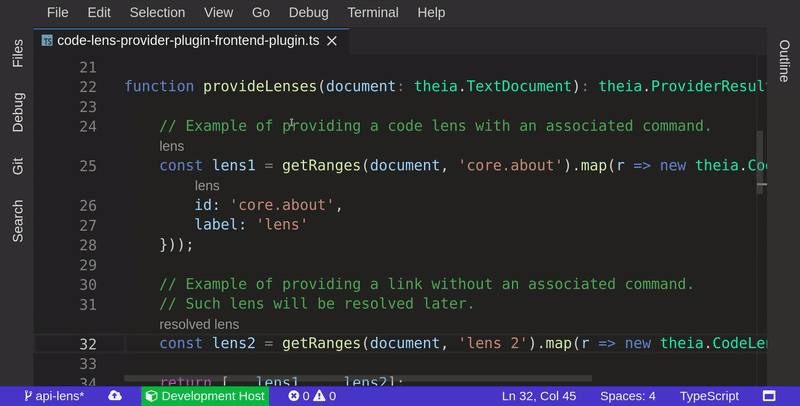 File Edit Selection View Go Debug Terminal Help
code-lens-provider-plugin-frontend-plugin.ts
Files
Debug
Git
Search
Outline
21
22 function provideLenses(document: theia.TextDocument): theia.ProviderResul
23
24 // Example of providing a code lens with an associated command.
lens
25 const lens1 = getRanges(document, 'core.about').map(r => new theia.Co
lens
26 id: 'core.about',
27 label: 'lens'
28 }));
29
30 // Example of providing a link without an associated command.
31 // Such lens will be resolved later.
resolved lens
32 const lens2 = getRanges(document, 'lens 2').map(r => new theia.CodeLen
33
34 return [...lens1, ...lens2];
api-lens* Development Host 0 0 Ln 32, Col 45 Spaces: 4 TypeScript